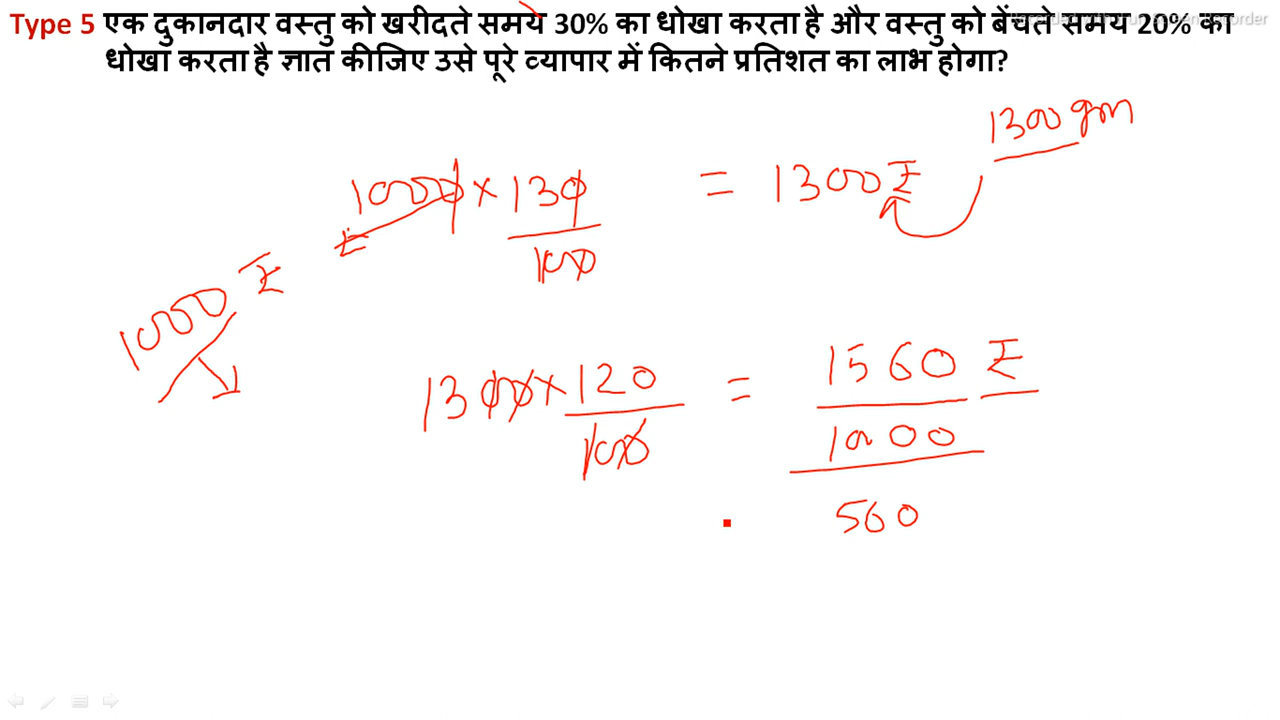 Type 5 एक दुकानदार वस्तु को खरीदते समये 30% का धोखा करता है और वस्तु को बेंचते समय 20% का
धोखा करता है ज्ञात कीजिए उसे पूरे व्यापार में कितने प्रतिशत का लाभ होगा?
1300 gm
1000 × 130 = 1300 ₹
100
1000 ₹
1300 × 120 = 1560 ₹
100 1000
560